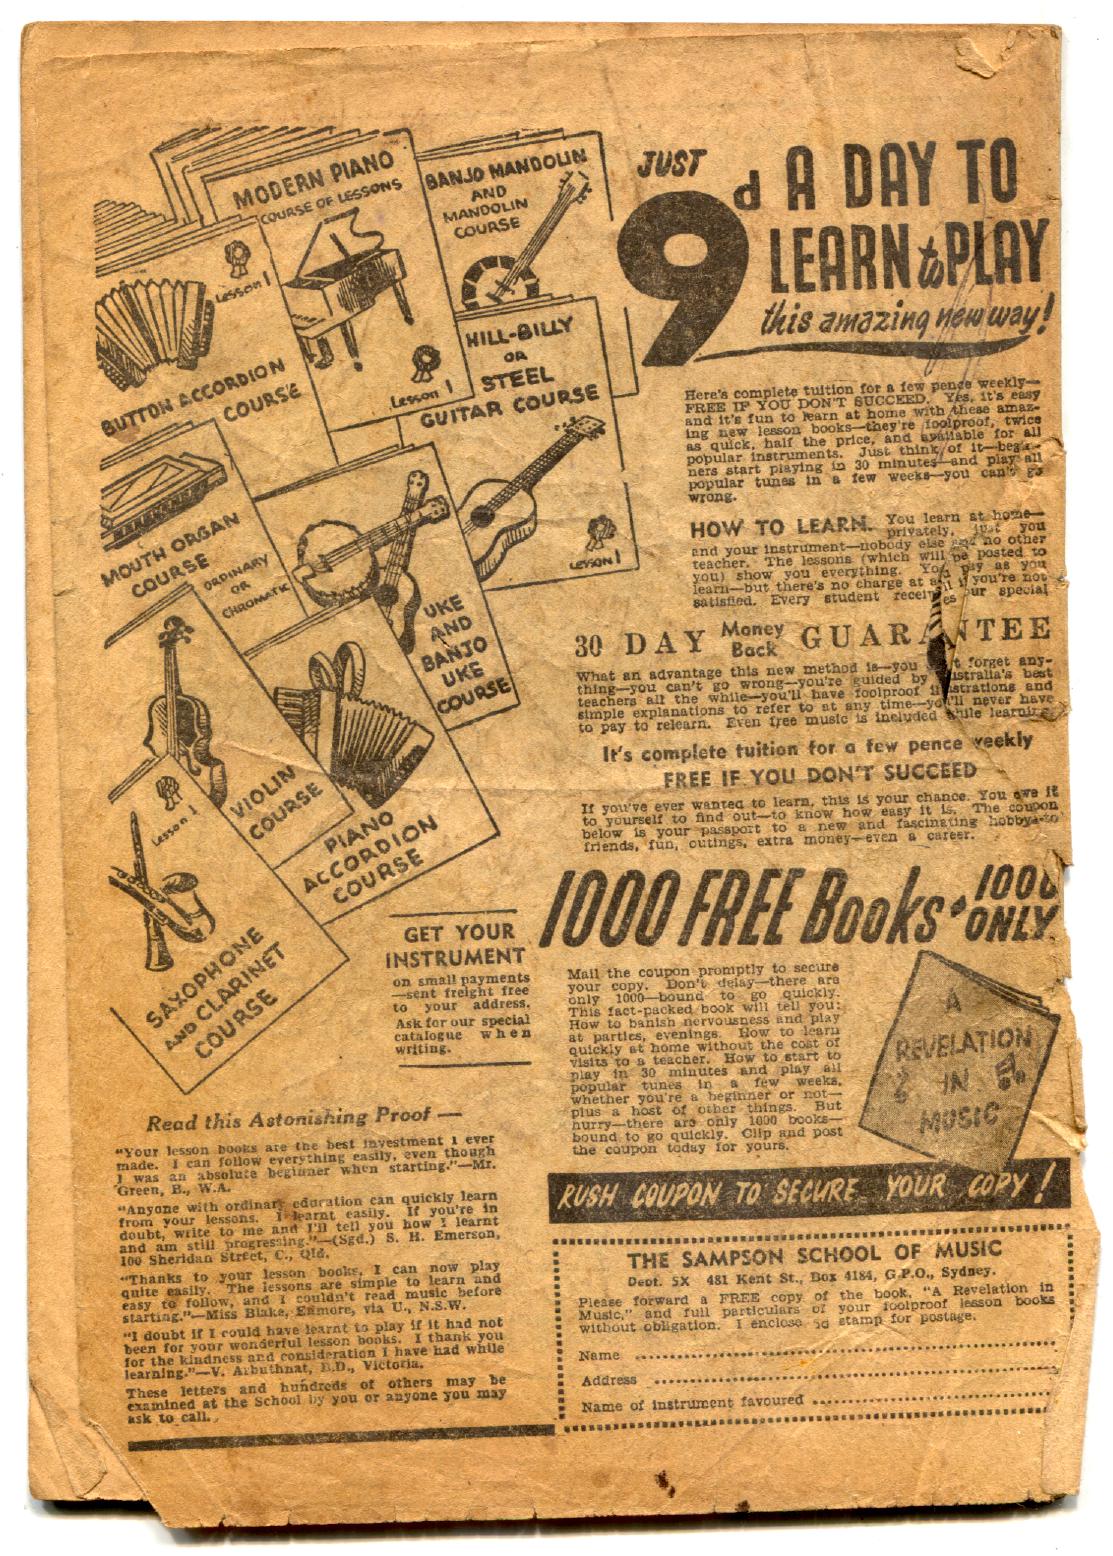 MODERN PIANO
COURSE OF LESSONS
Lesson 1
BANJO MANDOLIN
AND
MANDOLIN
COURSE
Lesson 1
BUTTON ACCORDION
COURSE
HILL-BILLY
OR
STEEL
GUITAR COURSE
LESSON 1
MOUTH ORGAN
COURSE
ORDINARY
OR
CHROMATIC
UKE
AND
BANJO
UKE
COURSE
VIOLIN
COURSE
PIANO
ACCORDION
COURSE
Lesson 1
SAXOPHONE
AND CLARINET
COURSE
JUST
9d A DAY TO
LEARN to PLAY
this amazing new way!
Here's complete tuition for a few pence weekly—
FREE IF YOU DON'T SUCCEED. Yes, it's easy
and it's fun to learn at home with these amaz-
ing new lesson books—they're foolproof, twice
as quick, half the price, and available for all
popular instruments. Just think of it—begin-
ners start playing in 30 minutes—and play all
popular tunes in a few weeks—you can't go
wrong.
HOW TO LEARN. You learn at home—
privately, just you
and your instrument—nobody else and no other
teacher. The lessons (which will be posted to
you) show you everything. You pay as you
learn—but there's no charge at all if you're not
satisfied. Every student receives our special
30 DAY Money Back GUARANTEE
What an advantage this new method is—you forget any-
thing—you can't go wrong—you're guided by Australia's best
teachers all the while—you'll have foolproof illustrations and
simple explanations to refer to at any time—you'll never have
to pay to relearn. Even free music is included while learning
It's complete tuition for a few pence weekly
FREE IF YOU DON'T SUCCEED
If you've ever wanted to learn, this is your chance. You owe it
to yourself to find out—to know how easy it is. The coupon
below is your passport to a new and fascinating hobby—to
friends, fun, outings, extra money—even a career.
1000 FREE Books • 1000
ONLY
GET YOUR
INSTRUMENT
on small payments
—sent freight free
to your address.
Ask for our special
catalogue when
writing.
Mail the coupon promptly to secure
your copy. Don't delay—there are
only 1000—bound to go quickly.
This fact-packed book will tell you:
How to banish nervousness and play
at parties, evenings. How to learn
quickly at home without the cost of
visits to a teacher. How to start to
play in 30 minutes and play all
popular tunes in a few weeks,
whether you're a beginner or not—
plus a host of other things. But
hurry—there are only 1000 books—
bound to go quickly. Clip and post
the coupon today for yours.
A
REVELATION
IN
MUSIC
Read this Astonishing Proof —
"Your lesson books are the best investment I ever
made. I can follow everything easily, even though
I was an absolute beginner when starting."—Mr.
Green, B., W.A.
"Anyone with ordinary education can quickly learn
from your lessons. I learnt easily. If you're in
doubt, write to me and I'll tell you how I learnt
and am still progressing."—(Sgd.) S. H. Emerson,
100 Sheridan Street, C., Qld.
"Thanks to your lesson books, I can now play
quite easily. The lessons are simple to learn and
easy to follow, and I couldn't read music before
starting."—Miss Blake, Enmore, via U., N.S.W.
"I doubt if I could have learnt to play if it had not
been for your wonderful lesson books. I thank you
for the kindness and consideration I have had while
learning."—V. Arbuthnat, B.D., Victoria.
These letters and hundreds of others may be
examined at the School by you or anyone you may
ask to call.
RUSH COUPON TO SECURE YOUR COPY!
THE SAMPSON SCHOOL OF MUSIC
Dept. 5X 481 Kent St., Box 4184, G.P.O., Sydney.
Please forward a FREE copy of the book, "A Revelation in
Music," and full particulars of your foolproof lesson books
without obligation. I enclose 5d stamp for postage.
Name
Address
Name of instrument favoured